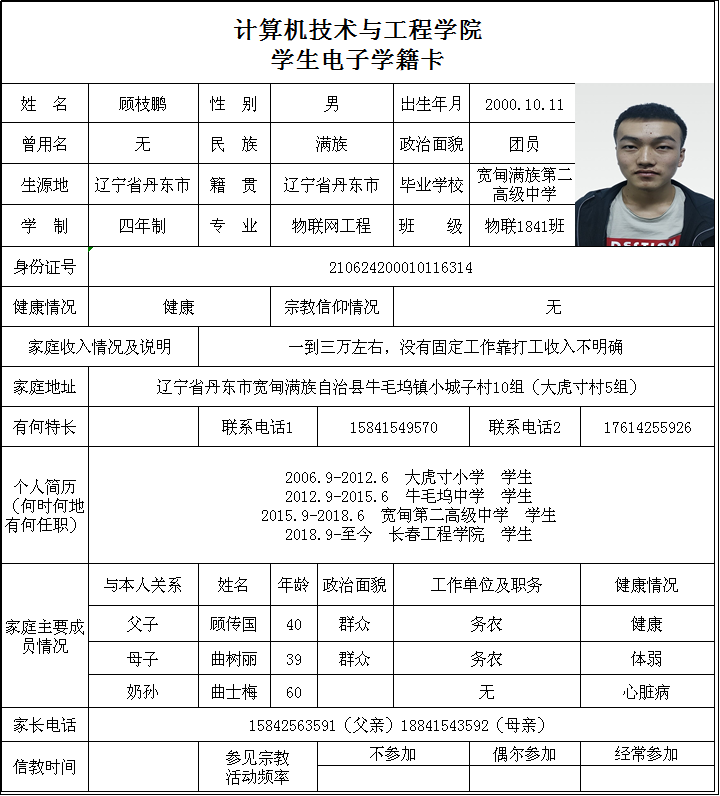 计算机技术与工程学院
学生电子学籍卡
姓 名 顾枝鹏 性 别 男 出生年月 2000.10.11
曾用名 无 民 族 满族 政治面貌 团员
生源地 辽宁省丹东市 籍 贯 辽宁省丹东市 毕业学校 宽甸满族第二
高级中学
学 制 四年制 专 业 物联网工程 班 级 物联1841班
身份证号 210624200010116314
健康情况 健康 宗教信仰情况 无
家庭收入情况及说明 一到三万左右，没有固定工作靠打工收入不明确
家庭地址 辽宁省丹东市宽甸满族自治县牛毛坞镇小城子村10组（大虎寸村5组）
有何特长 联系电话1 15841549570 联系电话2 17614255926
个人简历
（何时何地
有何任职）
2006.9-2012.6 大虎寸小学 学生
2012.9-2015.6 牛毛坞中学 学生
2015.9-2018.6 宽甸第二高级中学 学生
2018.9-至今 长春工程学院 学生
家庭主要成
员情况
与本人关系 姓名 年龄 政治面貌 工作单位及职务 健康情况
父子 顾传国 40 群众 务农 健康
母子 曲树丽 39 群众 务农 体弱
奶孙 曲士梅 60 无 心脏病
家长电话 15842563591（父亲）18841543592（母亲）
信教时间 参见宗教
活动频率
不参加 偶尔参加 经常参加